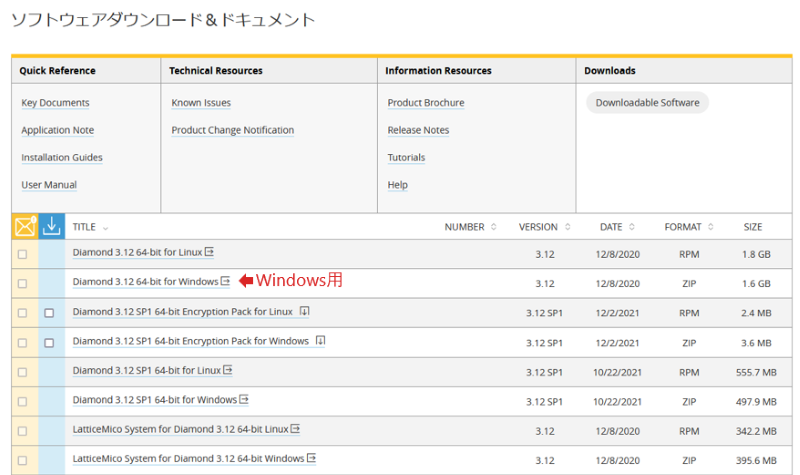 ソフトウェアダウンロード＆ドキュメント
Quick Reference Technical Resources Information Resources Downloads
Key Documents Known Issues Product Brochure Downloadable Software
Application Note Product Change Notification Release Notes
Installation Guides Tutorials
User Manual Help
TITLE NUMBER VERSION DATE FORMAT SIZE
Diamond 3.12 64-bit for Linux 3.12 12/8/2020 RPM 1.8 GB
Diamond 3.12 64-bit for Windows Windows用 3.12 12/8/2020 ZIP 1.6 GB
Diamond 3.12 SP1 64-bit Encryption Pack for Linux 3.12 SP1 12/2/2021 RPM 2.4 MB
Diamond 3.12 SP1 64-bit Encryption Pack for Windows 3.12 SP1 12/2/2021 ZIP 3.6 MB
Diamond 3.12 SP1 64-bit for Linux 3.12 SP1 10/22/2021 RPM 555.7 MB
Diamond 3.12 SP1 64-bit for Windows 3.12 SP1 10/22/2021 ZIP 497.9 MB
LatticeMico System for Diamond 3.12 64-bit Linux 3.12 12/8/2020 RPM 342.2 MB
LatticeMico System for Diamond 3.12 64-bit Windows 3.12 12/8/2020 ZIP 395.6 MB